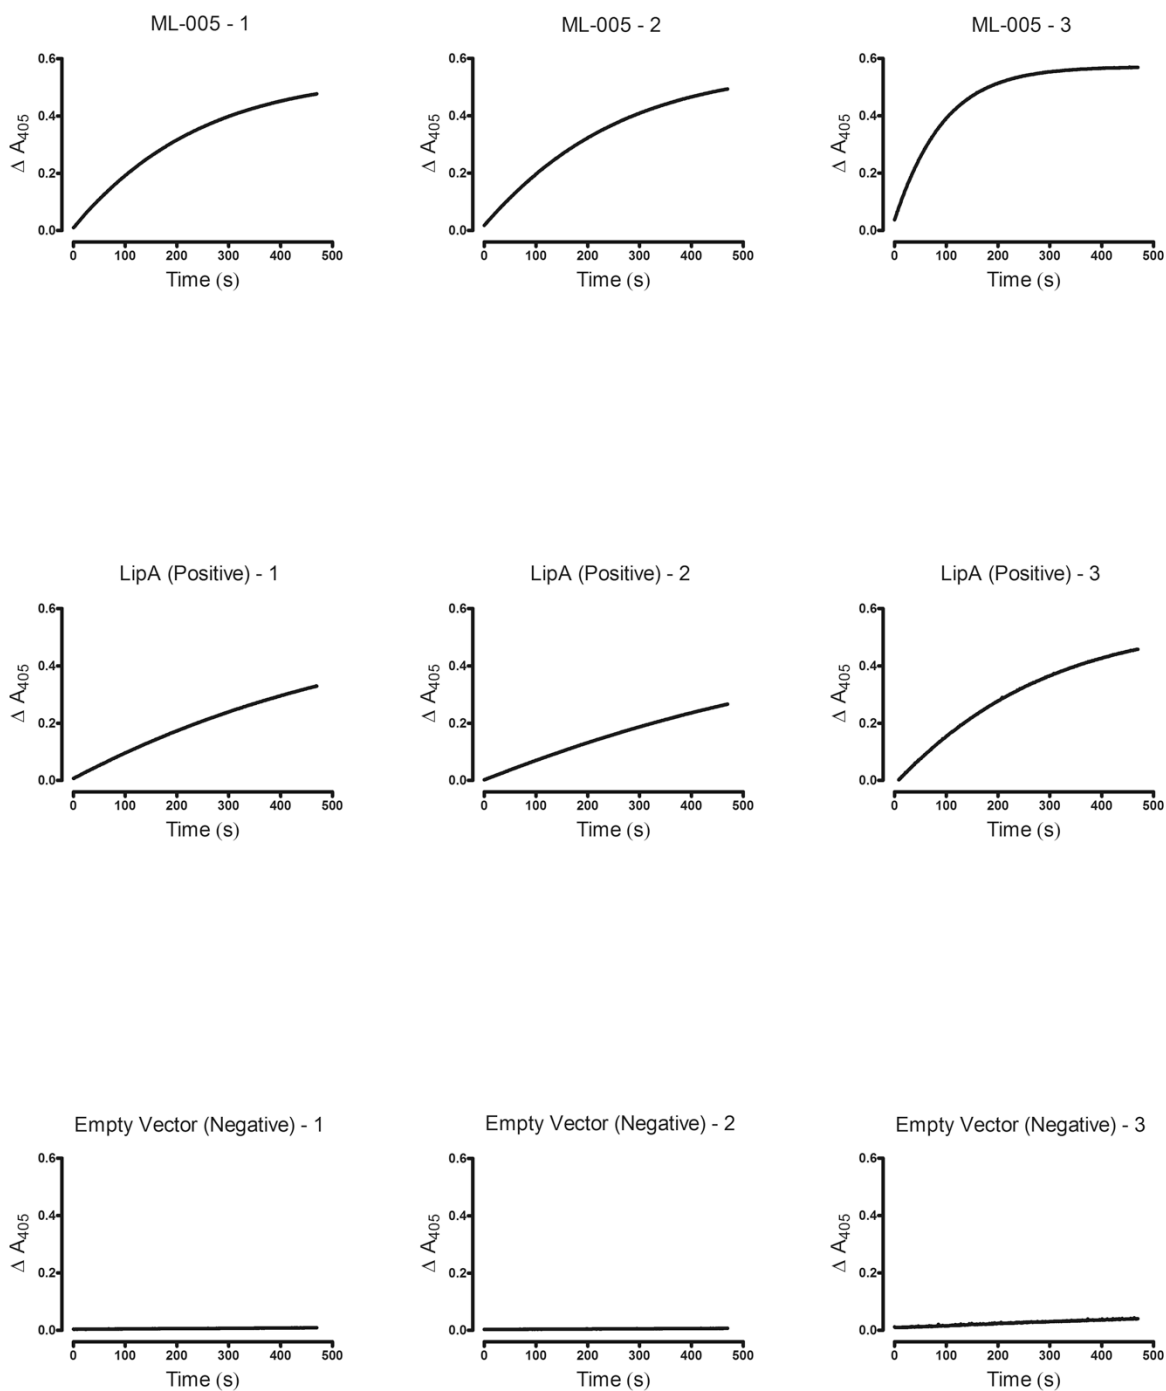 ML-005 - 1
ML-005 - 2
ML-005 - 3
0.6
0.4
0.2
0.0
Δ A405
0 100 200 300 400 500
Time (s)
0.6
0.4
0.2
0.0
Δ A405
0 100 200 300 400 500
Time (s)
0.6
0.4
0.2
0.0
Δ A405
0 100 200 300 400 500
Time (s)
LipA (Positive) - 1
LipA (Positive) - 2
LipA (Positive) - 3
0.6
0.4
0.2
0.0
Δ A405
0 100 200 300 400 500
Time (s)
0.6
0.4
0.2
0.0
Δ A405
0 100 200 300 400 500
Time (s)
0.6
0.4
0.2
0.0
Δ A405
0 100 200 300 400 500
Time (s)
Empty Vector (Negative) - 1
Empty Vector (Negative) - 2
Empty Vector (Negative) - 3
0.6
0.4
0.2
0.0
Δ A405
0 100 200 300 400 500
Time (s)
0.6
0.4
0.2
0.0
Δ A405
0 100 200 300 400 500
Time (s)
0.6
0.4
0.2
0.0
Δ A405
0 100 200 300 400 500
Time (s)